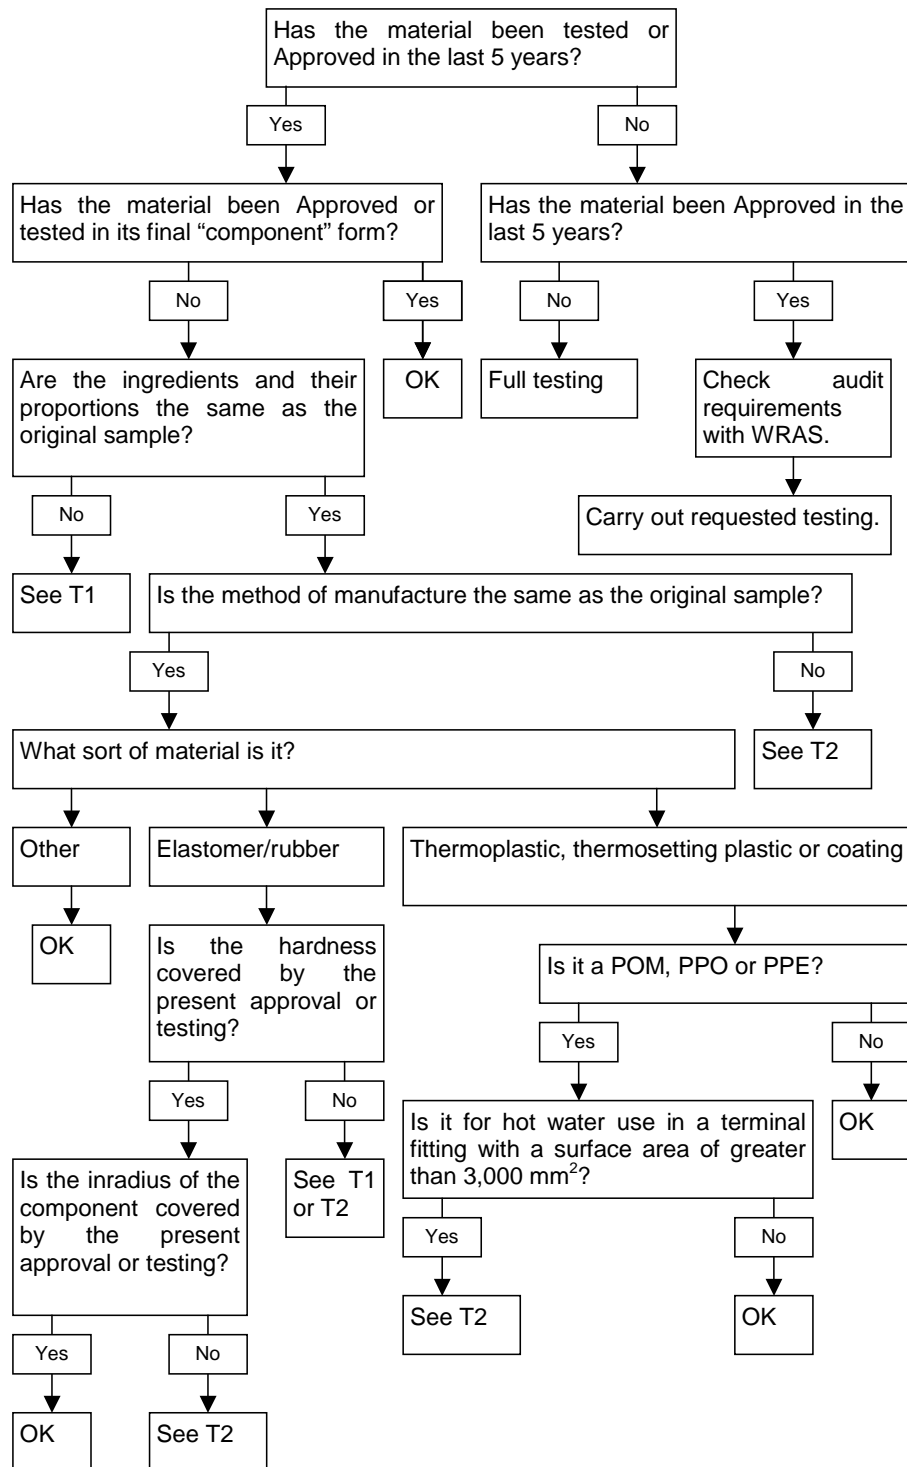 Has the material been tested or
Approved in the last 5 years?
Yes
No
Has the material been Approved or
tested in its final “component” form?
Has the material been Approved in the
last 5 years?
No
Yes
No
Yes
Are the ingredients and their
proportions the same as the
original sample?
OK
Full testing
Check audit
requirements
with WRAS.
No
Yes
Carry out requested testing.
See T1
Is the method of manufacture the same as the original sample?
Yes
No
What sort of material is it?
See T2
Other
Elastomer/rubber
Thermoplastic, thermosetting plastic or coating
OK
Is the hardness
covered by the
present approval or
testing?
Is it a POM, PPO or PPE?
Yes
No
Yes
No
Is the inradius of the
component covered
by the present
approval or testing?
See T1
or T2
Is it for hot water use in a terminal
fitting with a surface area of greater
than 3,000 mm²?
OK
Yes
No
Yes
No
See T2
OK
OK
See T2